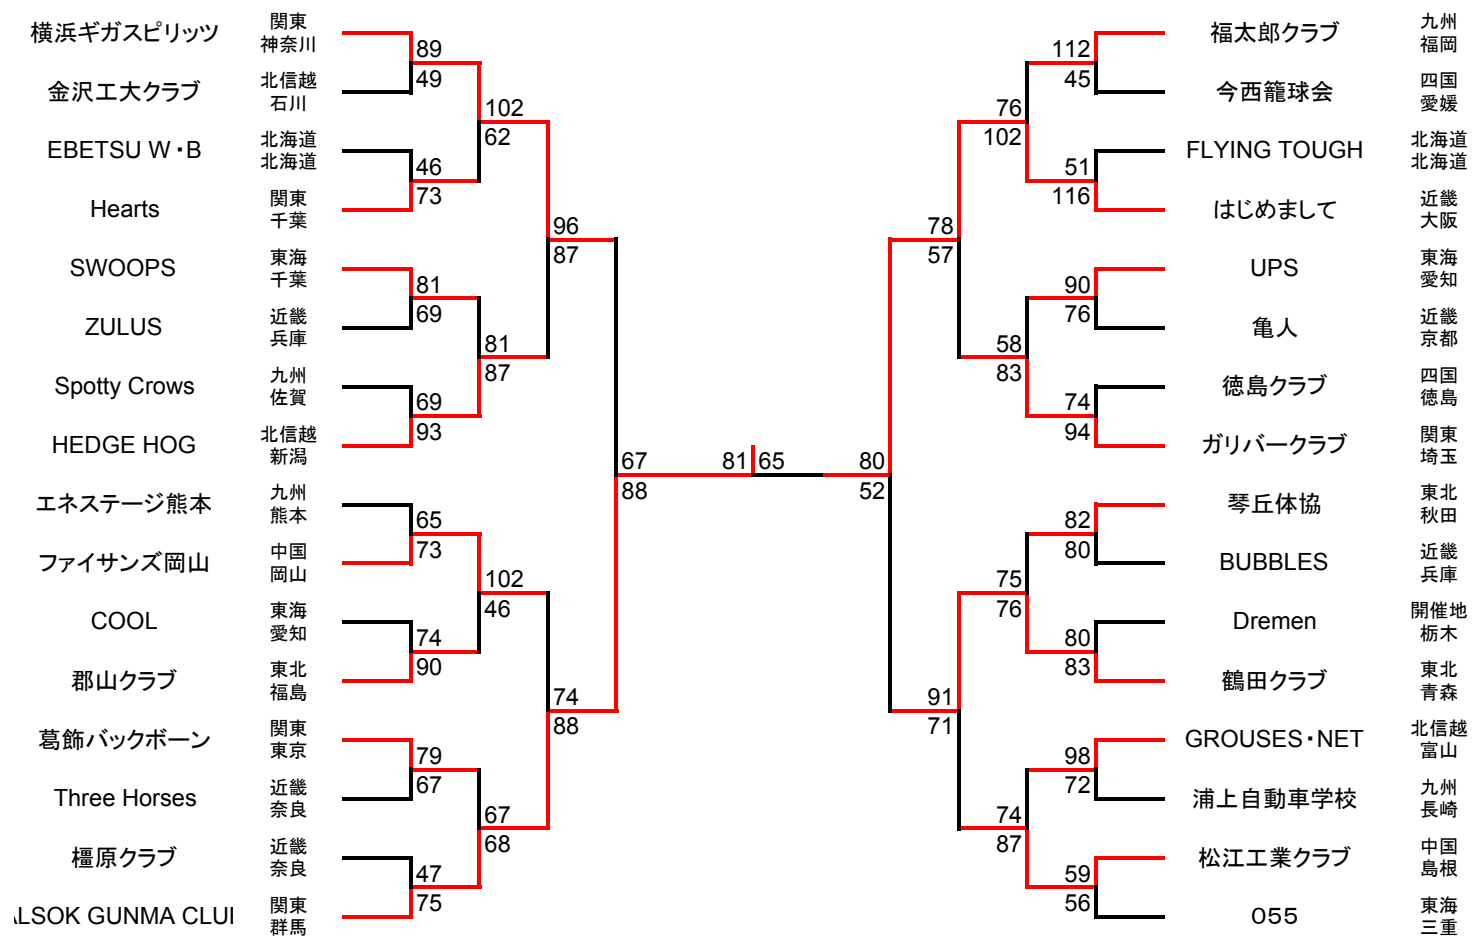 横浜ギガスピリッツ
関東
神奈川
金沢工大クラブ
北信越
石川
EBETSU W・B
北海道
北海道
Hearts
関東
千葉
SWOOPS
東海
千葉
ZULUS
近畿
兵庫
Spotty Crows
九州
佐賀
HEDGE HOG
北信越
新潟
エネステージ熊本
九州
熊本
ファイサンズ岡山
中国
岡山
COOL
東海
愛知
郡山クラブ
東北
福島
葛飾バックボーン
関東
東京
Three Horses
近畿
奈良
橿原クラブ
近畿
奈良
ALSOK GUNMA CLUB
関東
群馬
89
49
46
73
81
69
69
93
65
73
74
90
79
67
47
75
102
62
81
87
102
46
67
68
96
87
74
88
67
88
81 65
80
52
78
57
91
71
76
102
58
83
75
76
74
87
112
45
51
116
90
76
74
94
82
80
80
83
98
72
59
56
福太郎クラブ
九州
福岡
今西籠球会
四国
愛媛
FLYING TOUGH
北海道
北海道
はじめまして
近畿
大阪
UPS
東海
愛知
亀人
近畿
京都
徳島クラブ
四国
徳島
ガリバークラブ
関東
埼玉
琴丘体協
東北
秋田
BUBBLES
近畿
兵庫
Dremen
開催地
栃木
鶴田クラブ
東北
青森
GROUSES・NET
北信越
富山
浦上自動車学校
九州
長崎
松江工業クラブ
中国
島根
055
東海
三重